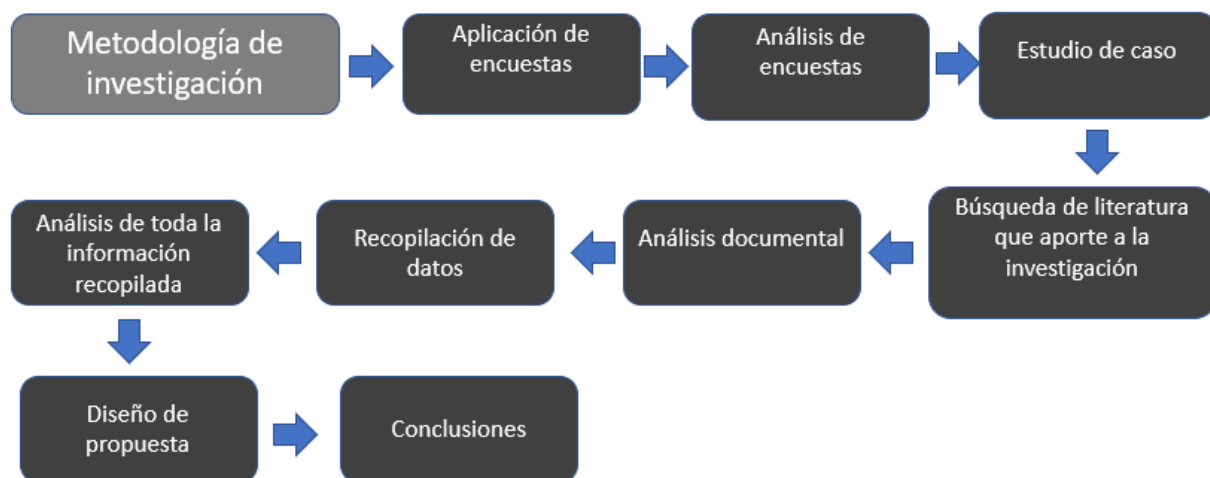 Metodología de
investigación
Aplicación de
encuestas
Análisis de
encuestas
Estudio de caso
Búsqueda de literatura
que aporte a la
investigación
Análisis documental
Recopilación de
datos
Análisis de toda la
información
recopilada
Diseño de
propuesta
Conclusiones